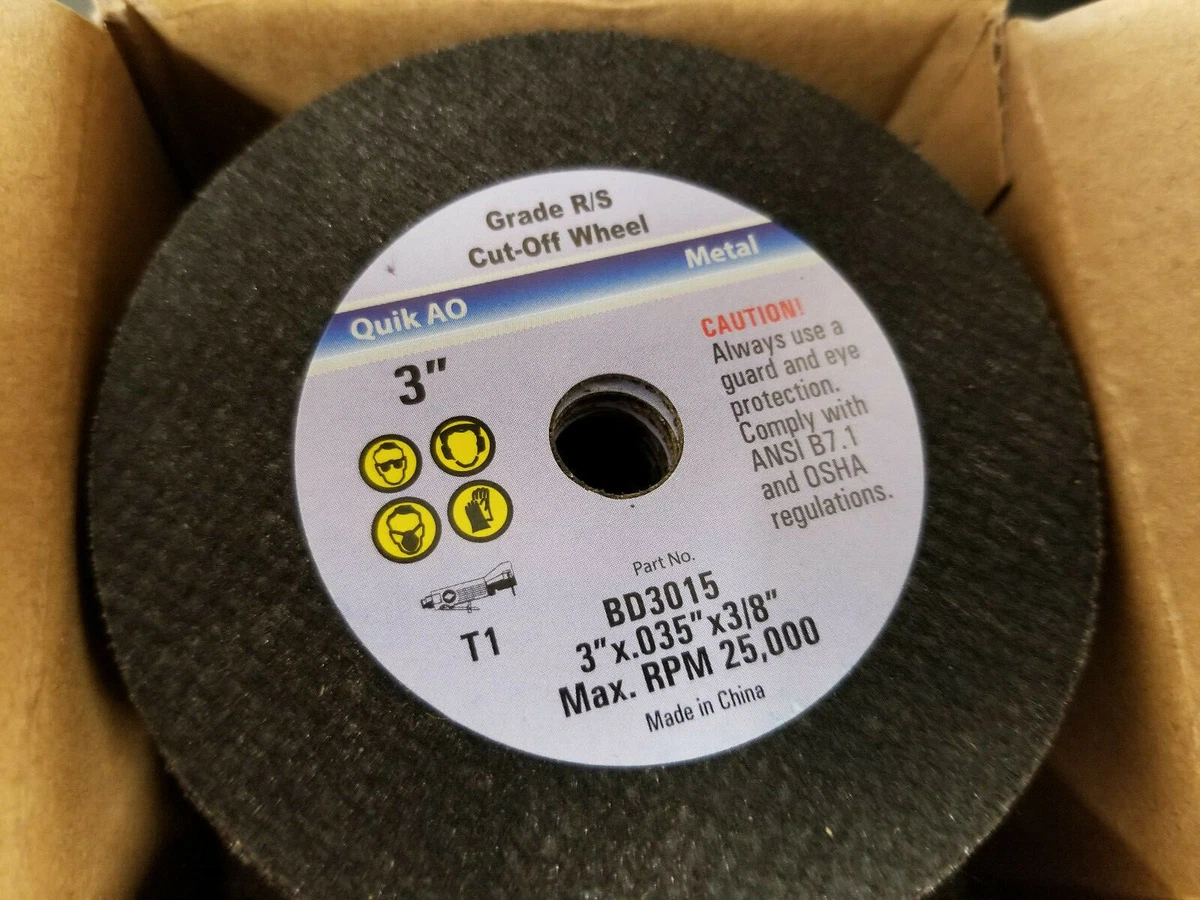 Grade R/S
Cut-Off Wheel
Quik AO
Metal
3"
CAUTION!
Always use a
guard and eye
protection.
Comply with
ANSI B7.1
and OSHA
regulations.
T1
Part No.
BD3015
3"x.035"x3/8"
Max. RPM 25,000
Made in China